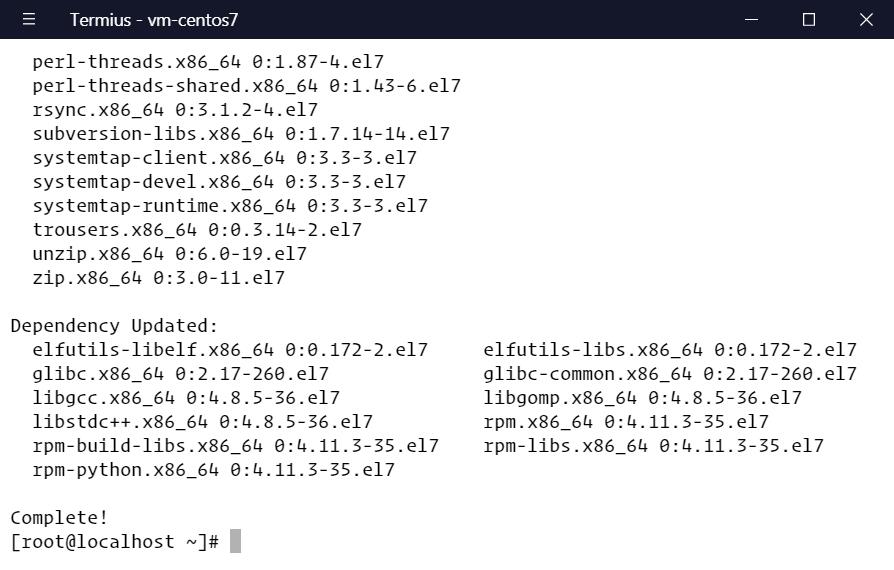 Termius - vm-centos7
perl-threads.x86_64 0:1.87-4.el7
perl-threads-shared.x86_64 0:1.43-6.el7
rsync.x86_64 0:3.1.2-4.el7
subversion-libs.x86_64 0:1.7.14-14.el7
systemtap-client.x86_64 0:3.3-3.el7
systemtap-devel.x86_64 0:3.3-3.el7
systemtap-runtime.x86_64 0:3.3-3.el7
trousers.x86_64 0:0.3.14-2.el7
unzip.x86_64 0:6.0-19.el7
zip.x86_64 0:3.0-11.el7
Dependency Updated:
elfutils-libelf.x86_64 0:0.172-2.el7 elfutils-libs.x86_64 0:0.172-2.el7
glibc.x86_64 0:2.17-260.el7 glibc-common.x86_64 0:2.17-260.el7
libgcc.x86_64 0:4.8.5-36.el7 libgomp.x86_64 0:4.8.5-36.el7
libstdc++.x86_64 0:4.8.5-36.el7 rpm.x86_64 0:4.11.3-35.el7
rpm-build-libs.x86_64 0:4.11.3-35.el7 rpm-libs.x86_64 0:4.11.3-35.el7
rpm-python.x86_64 0:4.11.3-35.el7
Complete!
[root@localhost ~]#